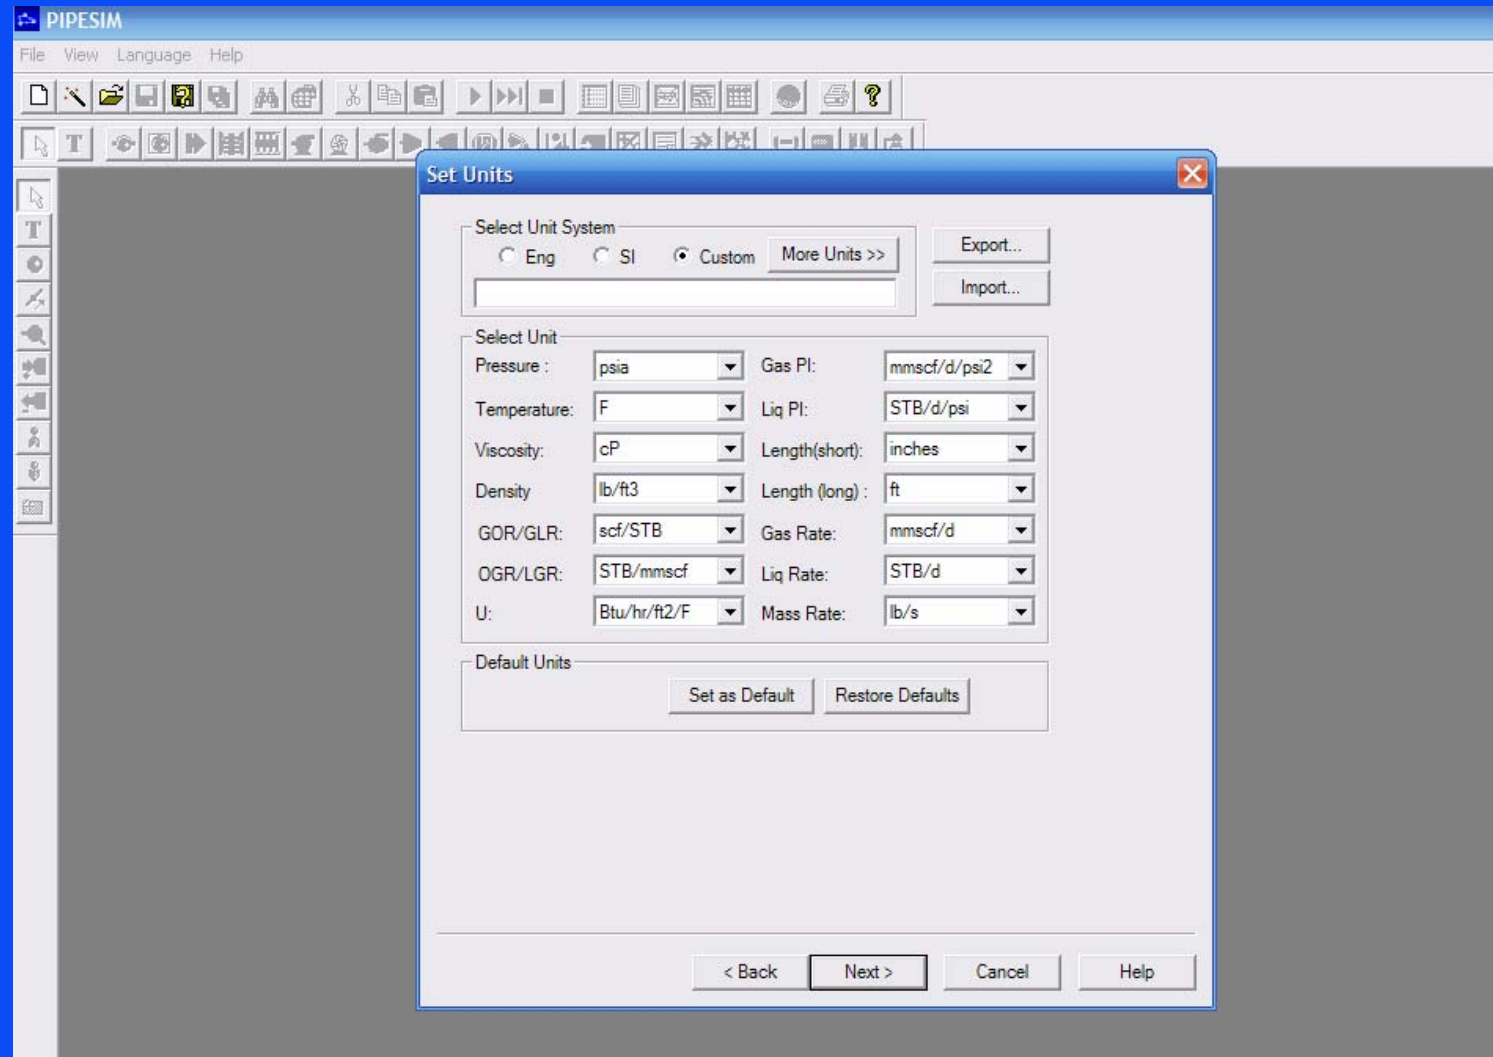 PIPESIM
File View Language Help
T
Set Units
Select Unit System
Eng SI Custom More Units >>
Export...
Import...
T
Select Unit
Pressure : psia Gas PI: mmscf/d/psi2
Temperature: F Liq PI: STB/d/psi
Viscosity: cP Length(short): inches
Density lb/ft3 Length (long) : ft
GOR/GLR: scf/STB Gas Rate: mmscf/d
OGR/LGR: STB/mmscf Liq Rate: STB/d
U: Btu/hr/ft2/F Mass Rate: lb/s
Default Units
Set as Default Restore Defaults
< Back Next > Cancel Help